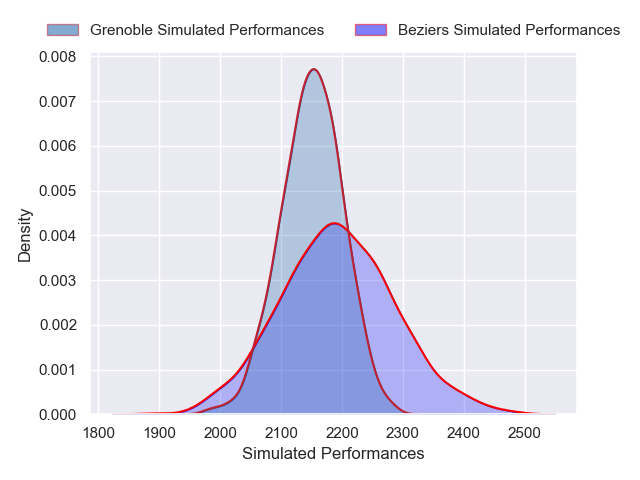 Grenoble Simulated Performances Beziers Simulated Performances
0.008
0.007
0.006
0.005
0.004
0.003
0.002
0.001
0.000
Density
1800 1900 2000 2100 2200 2300 2400 2500
Simulated Performances